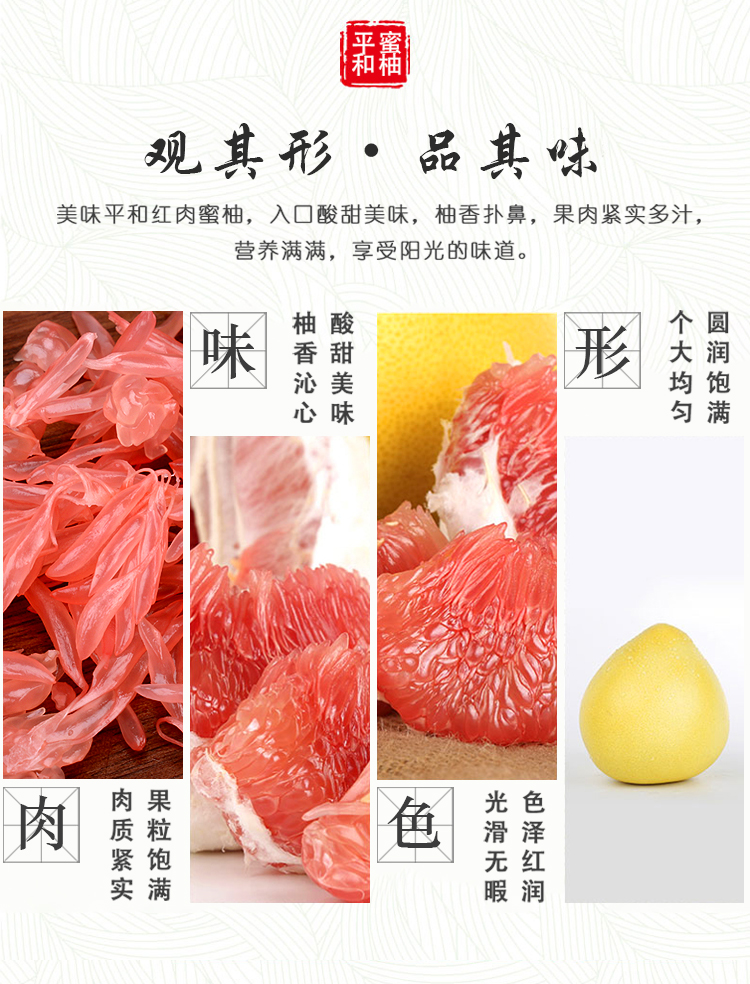 蜜柚
平和
观其形·品其味
美味平和红肉蜜柚，入口酸甜美味，柚香扑鼻，果肉紧实多汁，
营养满满，享受阳光的味道。
味
酸甜美味
柚香沁心
形
圆润饱满
个大均匀
肉
果粒饱满
肉质紧实
色
色泽红润
光滑无暇